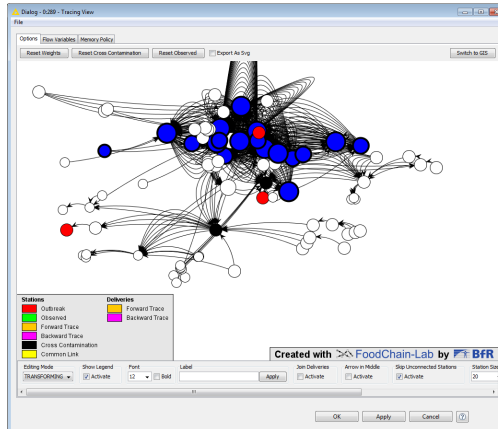 Dialog - 0:289 - Tracing View
File
Options Flow Variables Memory Policy
Reset Weights Reset Cross Contamination Reset Observed Export As Svg Switch to GIS
Stations Deliveries
Outbreak Forward Trace
Observed Backward Trace
Forward Trace
Backward Trace
Cross Contamination
Common Link
Created with FoodChain-Lab by BfR
Editing Mode Show Legend Font Label Join Deliveries Arrow in Middle Skip Unconnected Stations Station Size
TRANSFORMING Activate 12 Bold Apply Activate Activate Activate 20
OK Apply Cancel ?